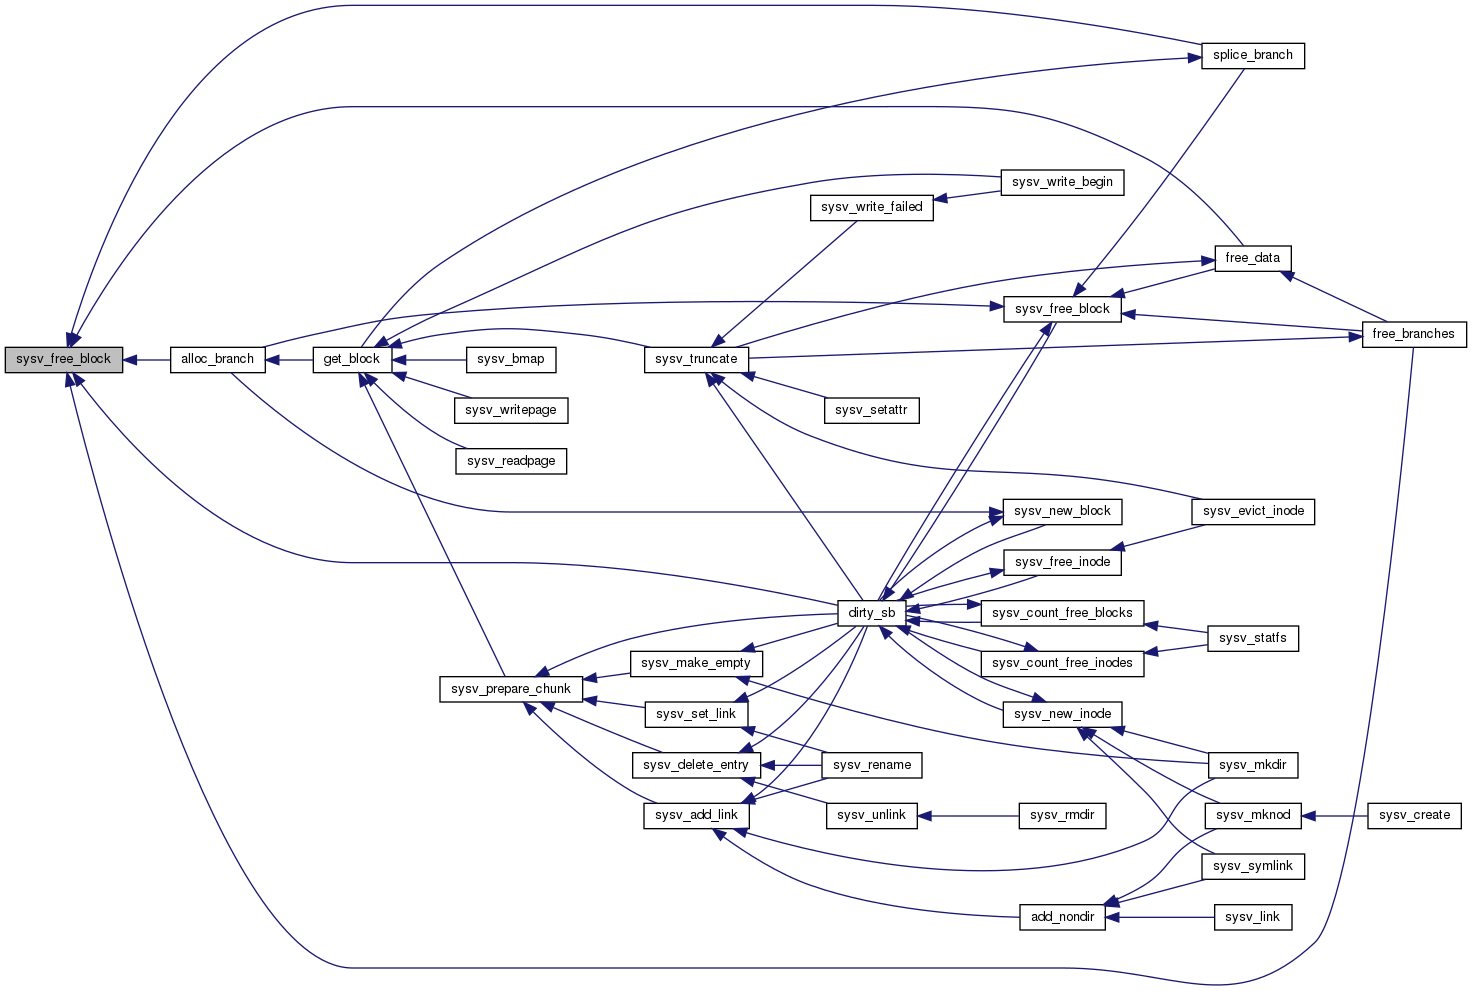 splice_branch
sysv_write_begin
sysv_write_failed
free_data
sysv_free_block
free_branches
sysv_free_block
alloc_branch
get_block
sysv_bmap
sysv_truncate
sysv_writepage
sysv_setattr
sysv_readpage
sysv_new_block
sysv_evict_inode
sysv_free_inode
dirty_sb
sysv_count_free_blocks
sysv_statfs
sysv_make_empty
sysv_count_free_inodes
sysv_prepare_chunk
sysv_set_link
sysv_new_inode
sysv_delete_entry
sysv_rename
sysv_mkdir
sysv_add_link
sysv_unlink
sysv_rmdir
sysv_mknod
sysv_create
sysv_symlink
add_nondir
sysv_link